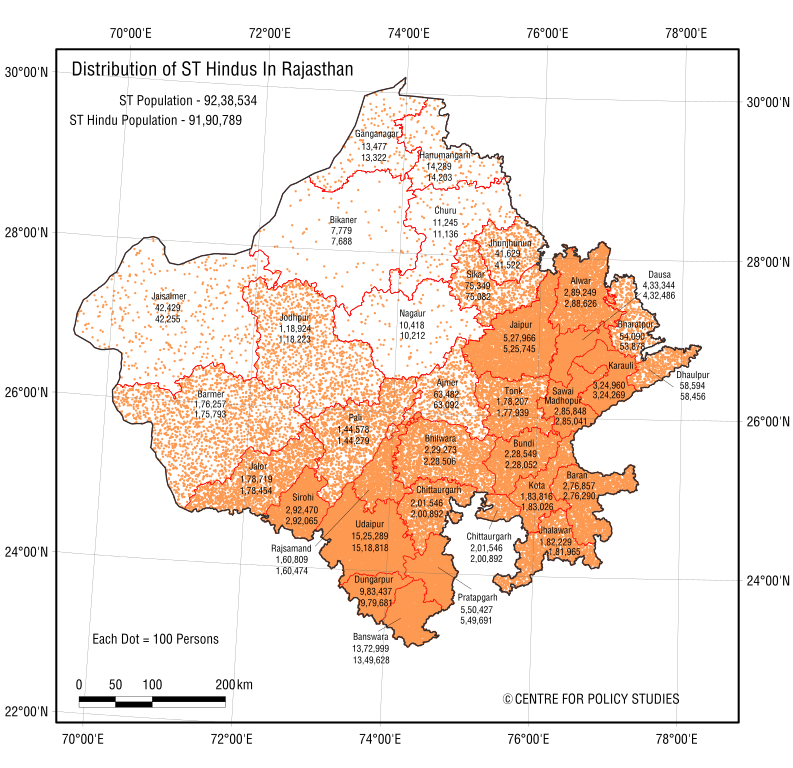 70°00'E 72°00'E 74°00'E 76°00'E 78°00'E
30°00'N
30°00'N
28°00'N
28°00'N
26°00'N
26°00'N
24°00'N
24°00'N
22°00'N
Distribution of ST Hindus In Rajasthan
ST Population - 92,38,534
ST Hindu Population - 91,90,789
Ganganagar
13,477
13,322
Hanumangarh
14,289
14,203
Bikaner
7,779
7,688
Churu
11,245
11,136
Jhunjhunun
41,629
41,522
Sikar
75,349
75,082
Alwar
2,89,249
2,88,626
Dausa
4,33,344
4,32,486
Jaisalmer
42,429
42,255
Jodhpur
1,18,924
1,18,223
Nagaur
10,418
10,212
Jaipur
5,27,966
5,25,745
Bharatpur
54,090
53,878
Karauli
3,24,960
3,24,269
Dhaulpur
58,594
58,456
Barmer
1,76,257
1,75,793
Ajmer
63,482
63,092
Tonk
1,78,207
1,77,939
Sawai
Madhopur
2,85,848
2,85,041
Pali
1,44,578
1,44,279
Bhilwara
2,29,273
2,28,506
Bundi
2,28,549
2,28,052
Jalor
1,78,719
1,78,454
Sirohi
2,92,470
2,92,065
Chittaurgarh
2,01,546
2,00,892
Kota
1,83,816
1,83,026
Baran
2,76,857
2,76,290
Udaipur
15,25,289
15,18,818
Chittaurgarh
2,01,546
2,00,892
Jhalawar
1,82,229
1,81,965
Rajsamand
1,60,809
1,60,474
Dungarpur
9,83,437
9,79,681
Pratapgarh
5,50,427
5,49,691
Banswara
13,72,999
13,49,628
Each Dot = 100 Persons
0 50 100 200 km
© CENTRE FOR POLICY STUDIES
70°00'E 72°00'E 74°00'E 76°00'E 78°00'E